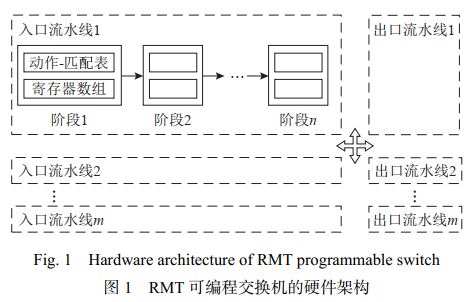 入口流水线1
出口流水线1
动作-匹配表
寄存器数组
...
阶段1
阶段2
阶段n
入口流水线2
出口流水线2
入口流水线m
出口流水线m
Fig. 1 Hardware architecture of RMT programmable switch
图 1 RMT 可编程交换机的硬件架构